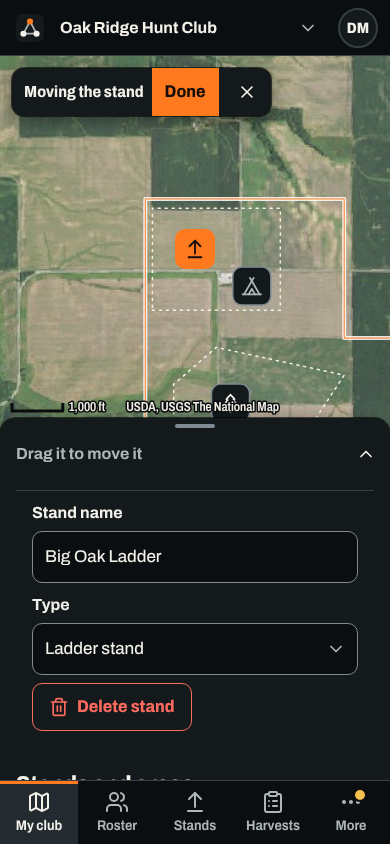 Oak Ridge Hunt Club
DM
Moving the stand
Done
1,000 ft
USDA, USGS The National Map
Drag it to move it
Stand name
Big Oak Ladder
Type
Ladder stand
Delete stand
My club
Roster
Stands
Harvests
More